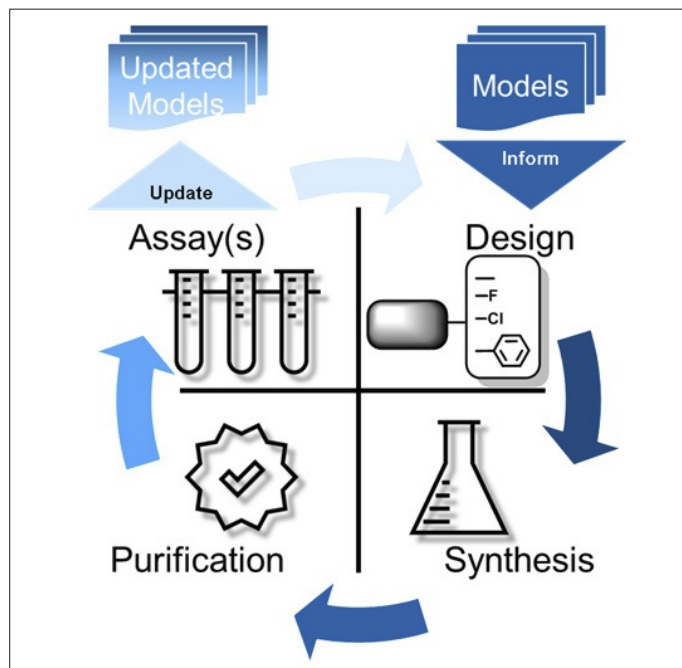 Updated
Models
Models
Inform
Update
Assay(s)
Design
–F
–Cl
Purification
Synthesis